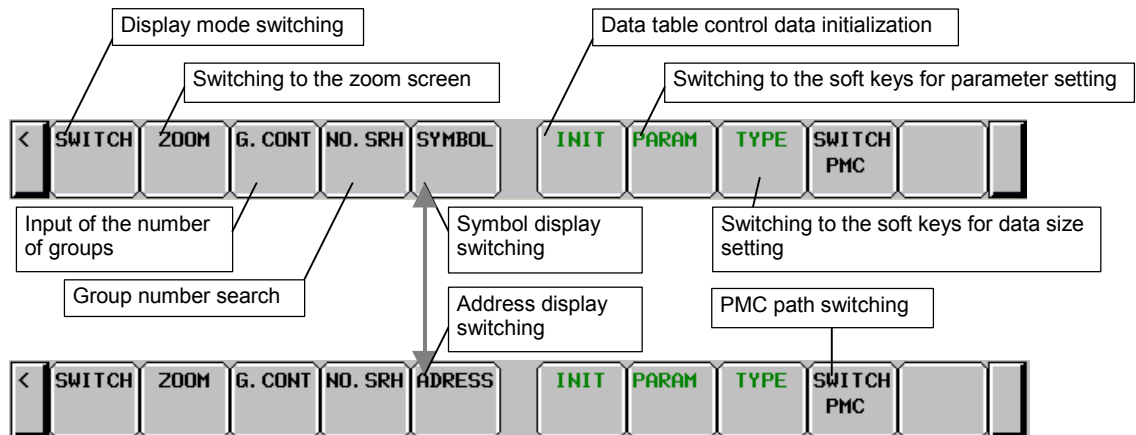 Display mode switching
Data table control data initialization
Switching to the zoom screen
Switching to the soft keys for parameter setting
< SWITCH ZOOM G. CONT NO. SRH SYMBOL INIT PARAM TYPE SWITCH
PMC
Input of the number
of groups
Symbol display
switching
Switching to the soft keys for data size
setting
Group number search
Address display
switching
PMC path switching
< SWITCH ZOOM G. CONT NO. SRH ADRESS INIT PARAM TYPE SWITCH
PMC